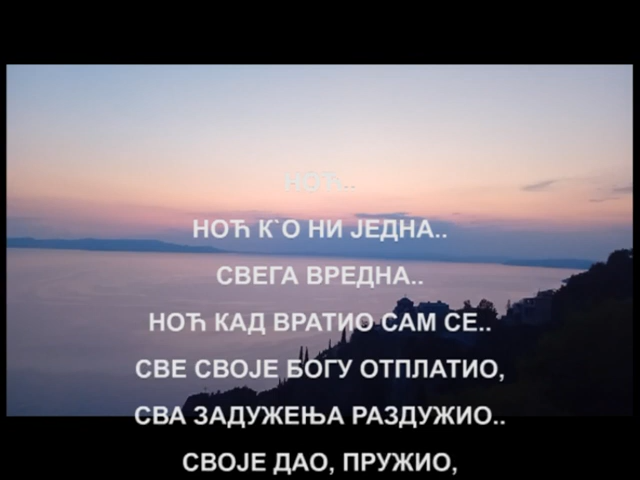 НОЋ..
НОЋ К`О НИ ЈЕДНА..
СВЕГА ВРЕДНА..
НОЋ КАД ВРАТИО САМ СЕ..
СВЕ СВОЈЕ БОГУ ОТПЛАТИО,
СВА ЗАДУЖЕЊА РАЗДУЖИО..
СВОЈЕ ДАО, ПРУЖИО,